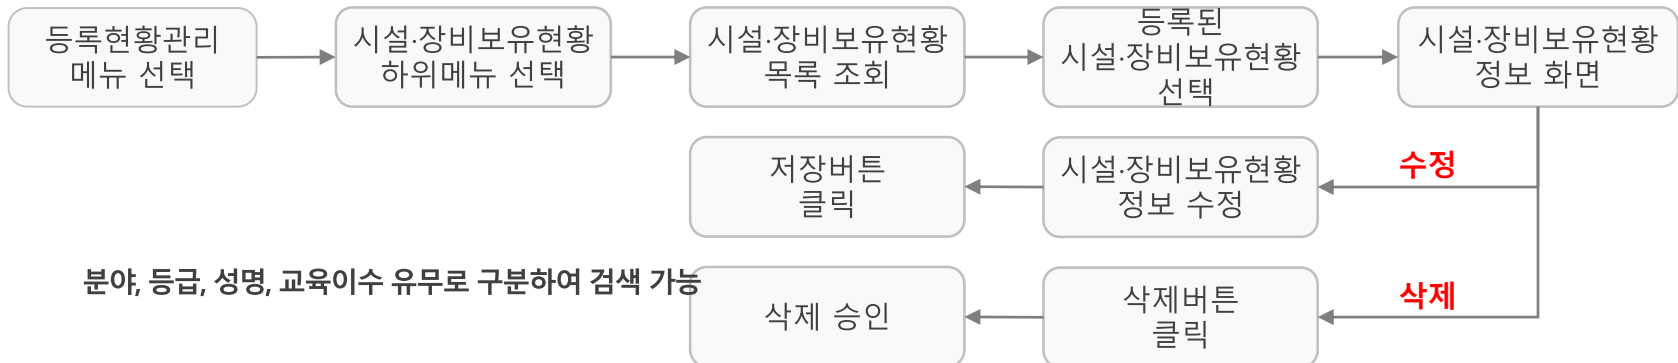 등록현황관리
메뉴 선택
시설·장비보유현황
하위메뉴 선택
시설·장비보유현황
목록 조회
등록된
시설·장비보유현황
선택
시설·장비보유현황
정보 화면
저장버튼
클릭
시설·장비보유현황
정보 수정
수정
분야, 등급, 성명, 교육이수 유무로 구분하여 검색 가능
삭제 승인
삭제버튼
클릭
삭제